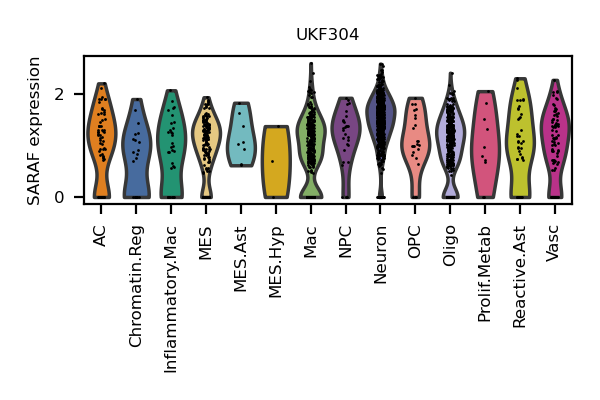 UKF304
SARAF expression
2
0
AC
Chromatin.Reg
Inflammatory.Mac
MES
MES.Ast
MES.Hyp
Mac
NPC
Neuron
OPC
Oligo
Prolif.Metab
Reactive.Ast
Vasc